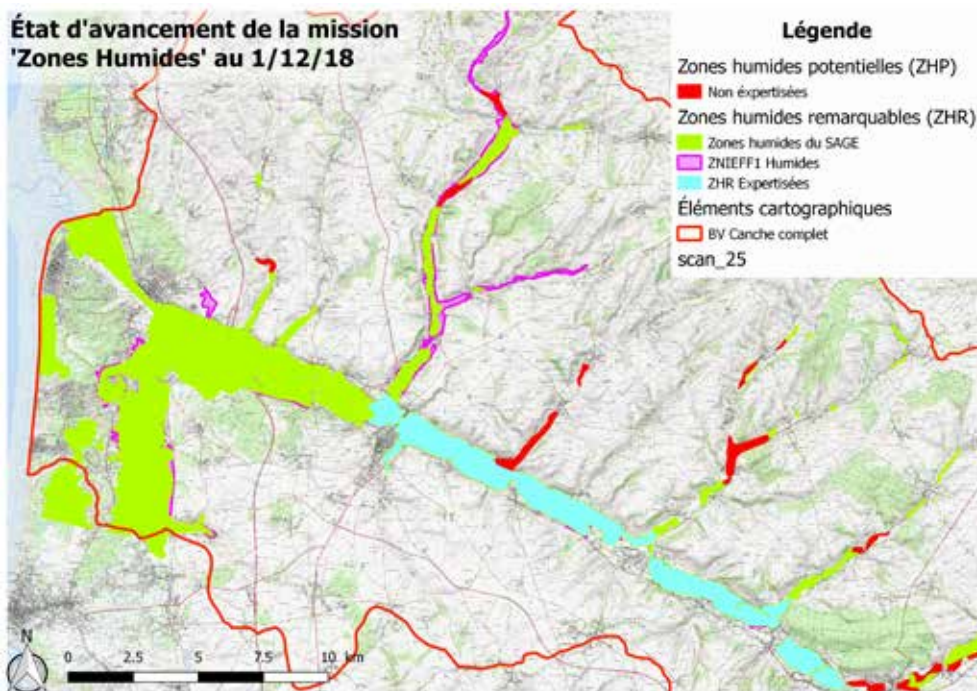 État d'avancement de la mission
'Zones Humides' au 1/12/18
Légende
Zones humides potentielles (ZHP)
Non éxpertisées
Zones humides remarquables (ZHR)
Zones humides du SAGE
ZNIEFF1 Humides
ZHR Expertisées
Éléments cartographiques
BV Canche complet
scan_25
N
0 2.5 5 7.5 10 km